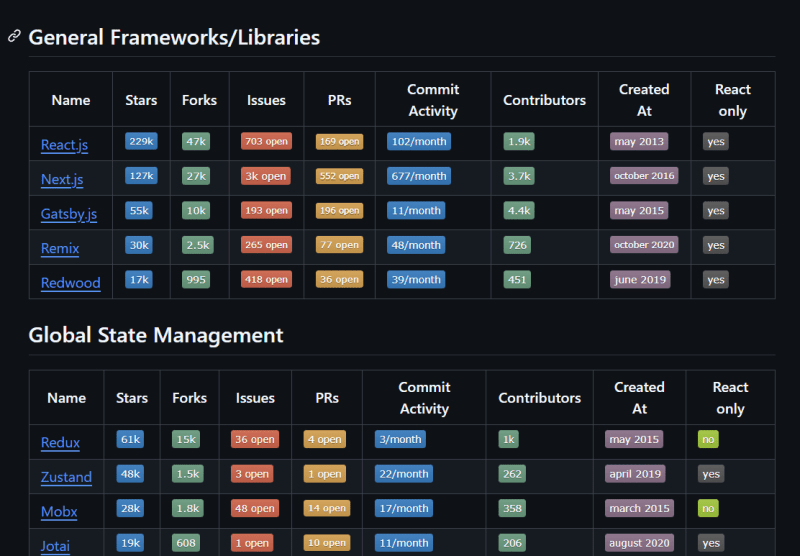 General Frameworks/Libraries
Name Stars Forks Issues PRs Commit Activity Contributors Created At React only
React.js 229k 47k 703 open 169 open 102/month 1.9k may 2013 yes
Next.js 127k 27k 3k open 552 open 677/month 3.7k october 2016 yes
Gatsby.js 55k 10k 193 open 196 open 11/month 4.4k may 2015 yes
Remix 30k 2.5k 265 open 77 open 48/month 726 october 2020 yes
Redwood 17k 995 418 open 36 open 39/month 451 june 2019 yes
Global State Management
Name Stars Forks Issues PRs Commit Activity Contributors Created At React only
Redux 61k 15k 36 open 4 open 3/month 1k may 2015 no
Zustand 48k 1.5k 3 open 1 open 22/month 262 april 2019 yes
Mobx 28k 1.8k 48 open 14 open 17/month 358 march 2015 no
Jotai 19k 608 1 open 10 open 11/month 206 august 2020 yes